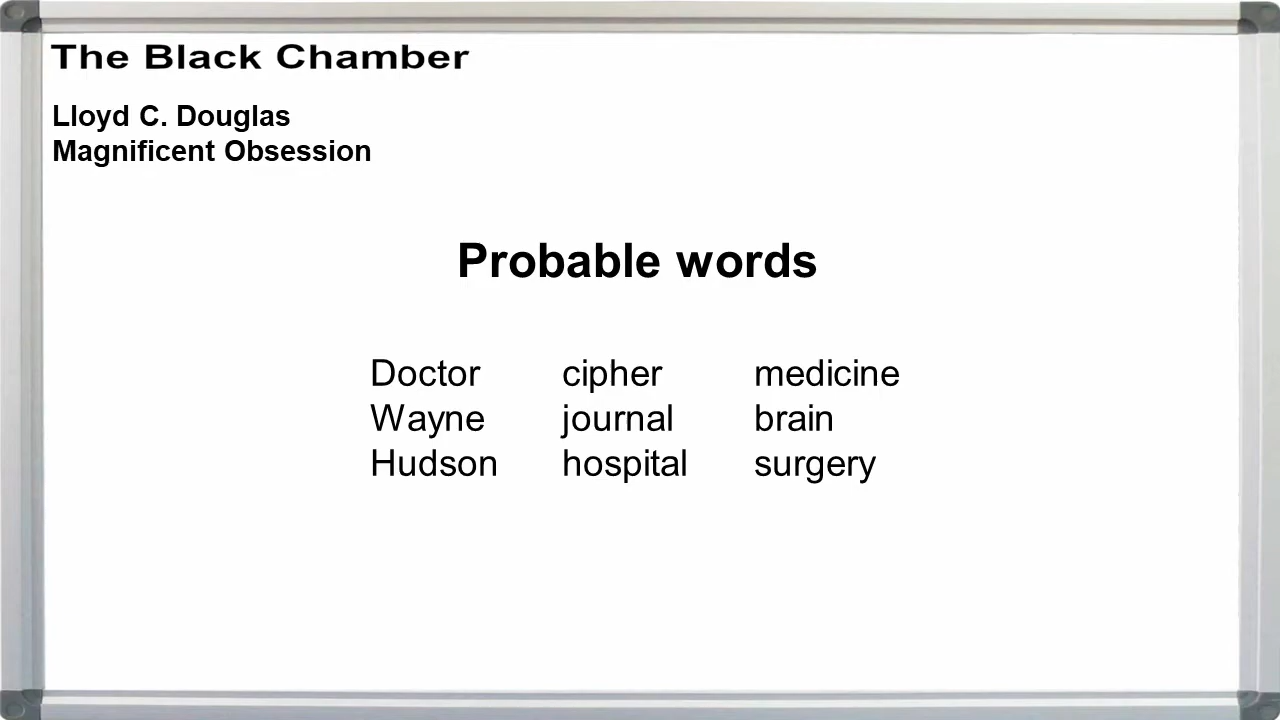 The Black Chamber
Lloyd C. Douglas
Magnificent Obsession
Probable words
Doctor cipher medicine
Wayne journal brain
Hudson hospital surgery